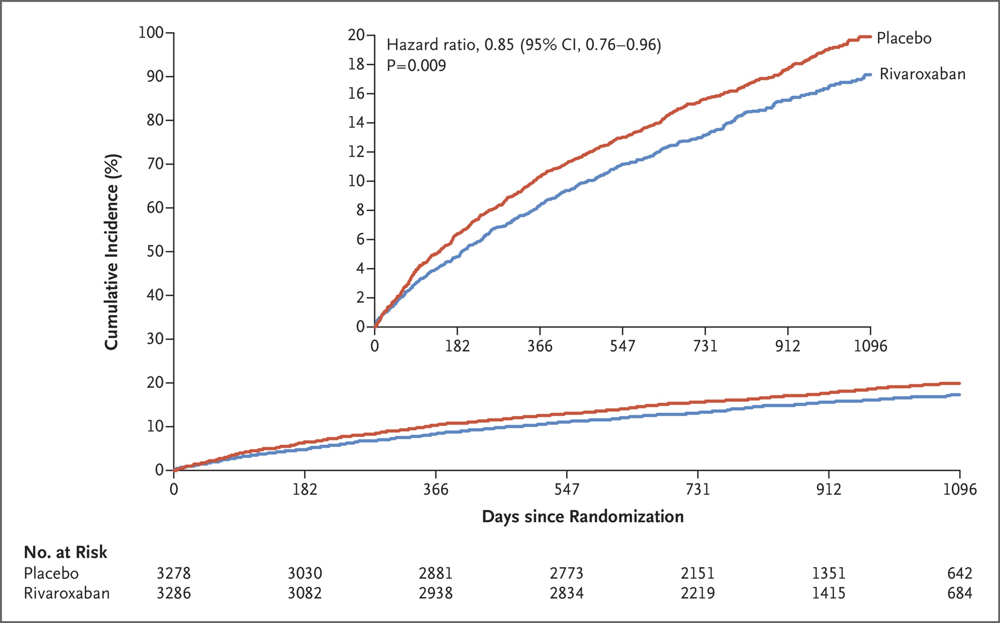 Cumulative Incidence (%)
100
90
80
70
60
50
40
30
20
10
0
20
18
16
14
12
10
8
6
4
2
0
Hazard ratio, 0.85 (95% CI, 0.76–0.96)
P=0.009
Placebo
Rivaroxaban
0 182 366 547 731 912 1096
0 182 366 547 731 912 1096
Days since Randomization
No. at Risk
Placebo 3278 3030 2881 2773 2151 1351 642
Rivaroxaban 3286 3082 2938 2834 2219 1415 684